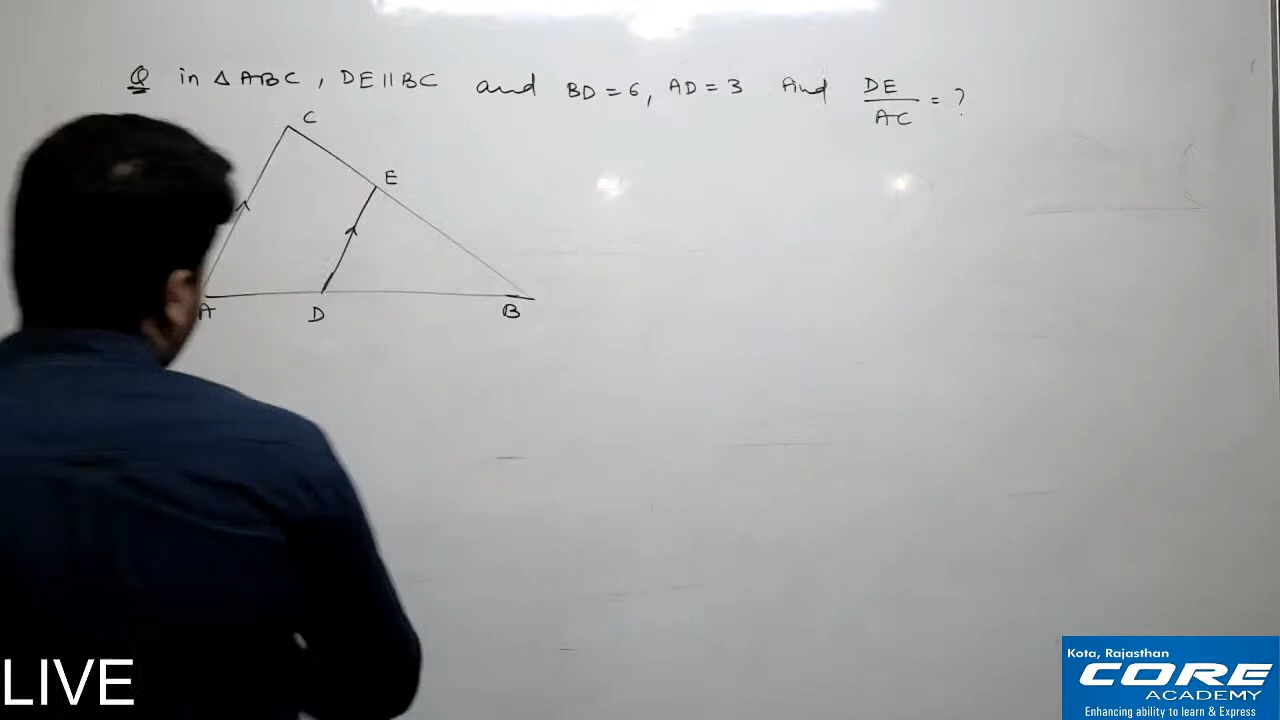 Q in △ABC, DE||BC and BD=6, AD=3 And DE/AC = ?
C
E
A
D
B
LIVE
Kota, Rajasthan
CORE
ACADEMY
Enhancing ability to learn & Express